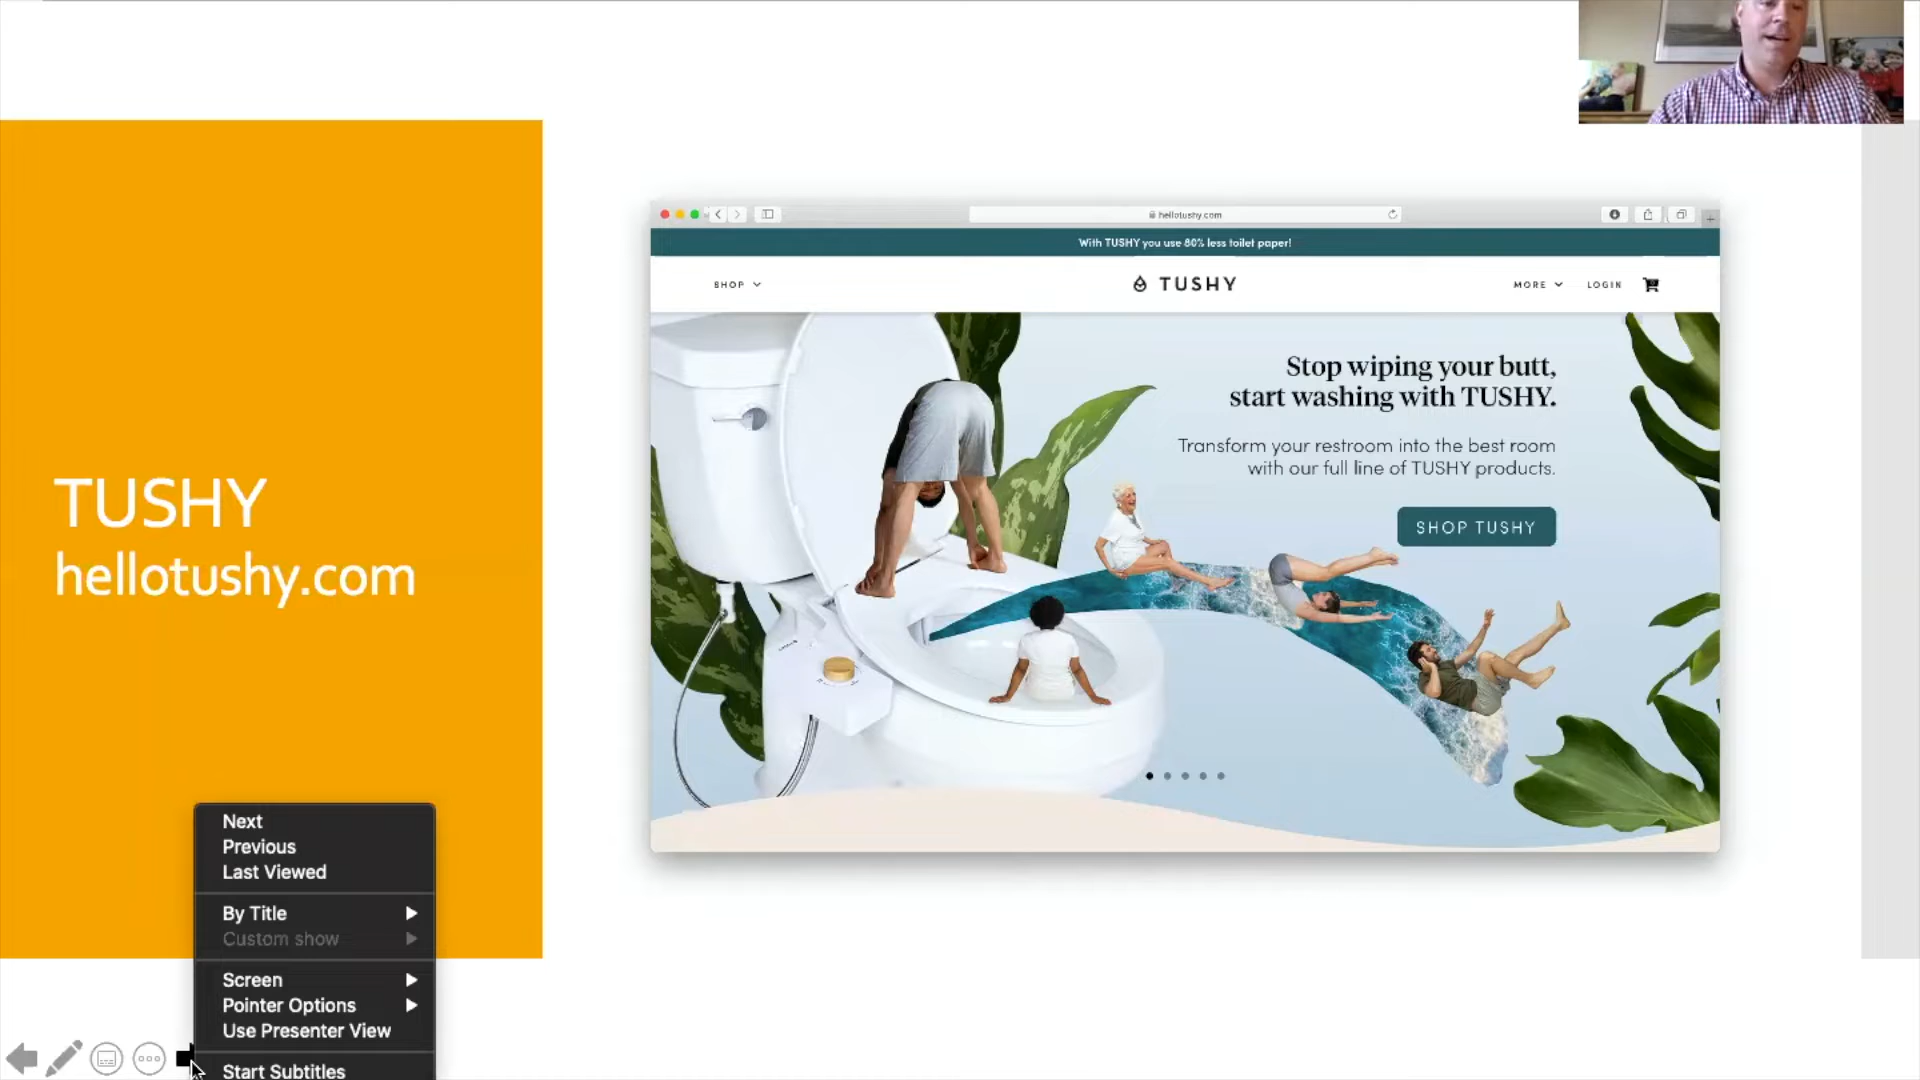 TUSHY
hellotushy.com
hellotushy.com
With TUSHY you use 80% less toilet paper!
SHOP
TUSHY
MORE
LOGIN
Stop wiping your butt,
start washing with TUSHY.
Transform your restroom into the best room
with our full line of TUSHY products.
SHOP TUSHY
Next
Previous
Last Viewed
By Title
Custom show
Screen
Pointer Options
Use Presenter View
Start Subtitles